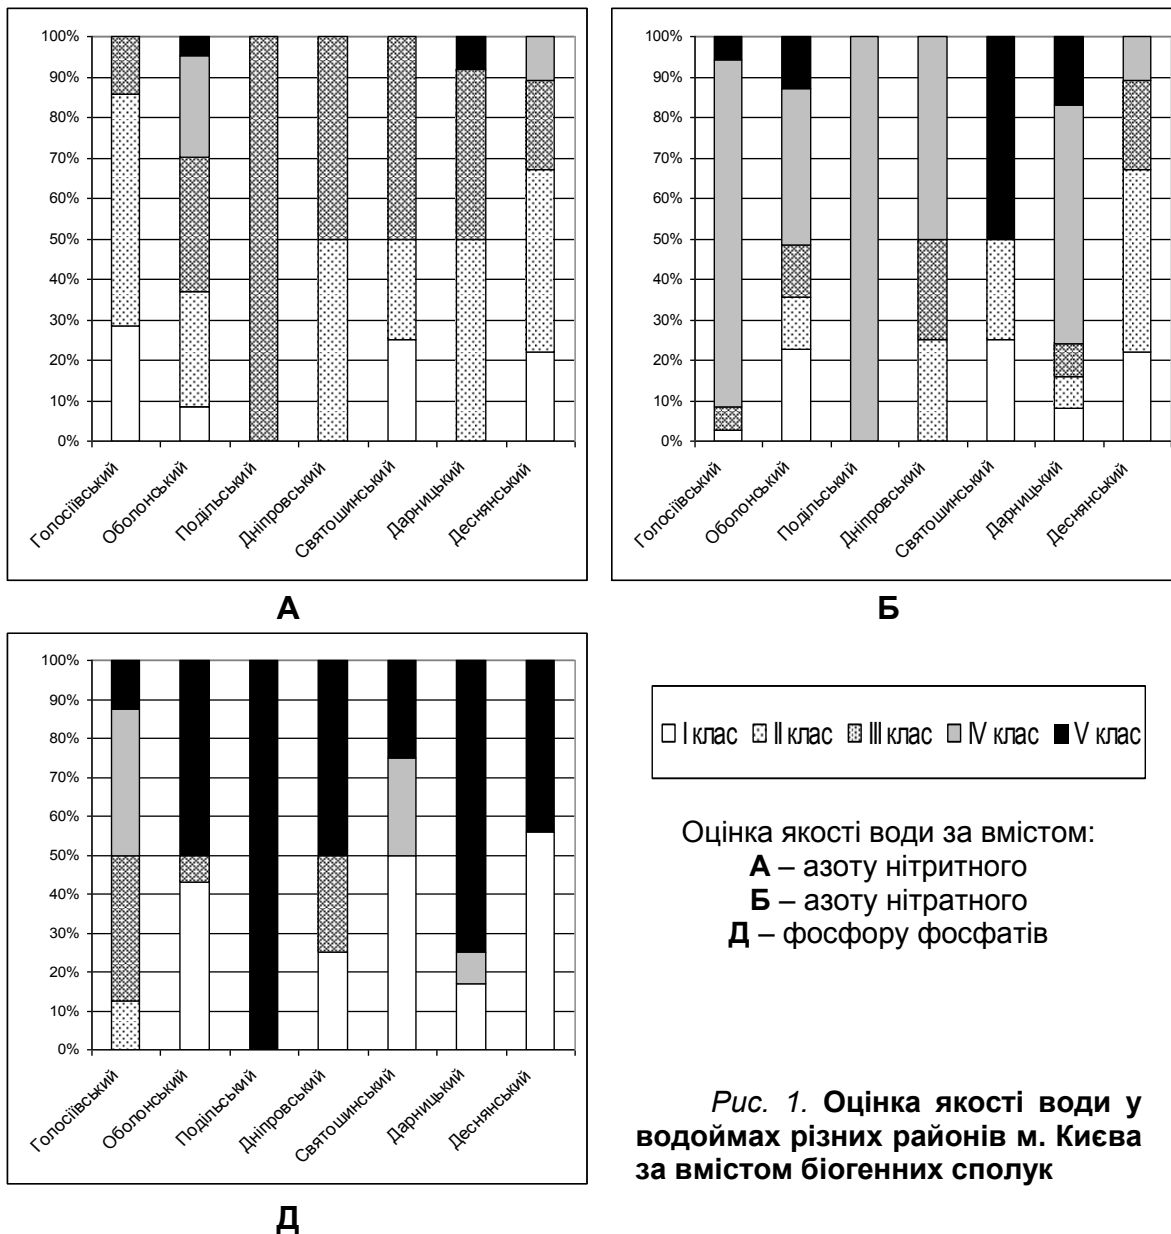 100%
90%
80%
70%
60%
50%
40%
30%
20%
10%
0%
Голосіївський
Оболонський
Подільський
Дніпровський
Святошинський
Дарницький
Деснянський
А
100%
90%
80%
70%
60%
50%
40%
30%
20%
10%
0%
Голосіївський
Оболонський
Подільський
Дніпровський
Святошинський
Дарницький
Деснянський
Б
100%
90%
80%
70%
60%
50%
40%
30%
20%
10%
0%
Голосіївський
Оболонський
Подільський
Дніпровський
Святошинський
Дарницький
Деснянський
Д
I клас II клас III клас IV клас V клас
Оцінка якості води за вмістом:
А – азоту нітритного
Б – азоту нітратного
Д – фосфору фосфатів
Рис. 1. Оцінка якості води у
водоймах різних районів м. Києва
за вмістом біогенних сполук